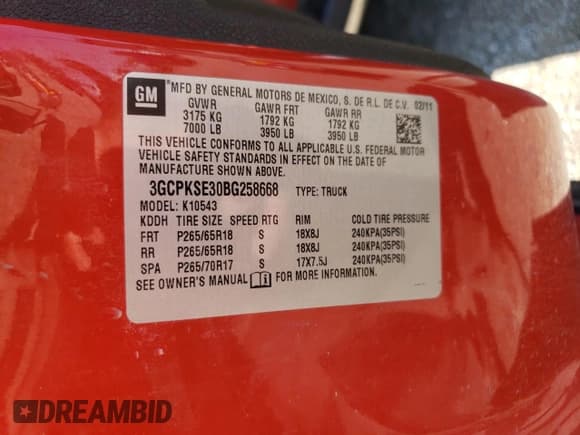 GM
®MFD BY GENERAL MOTORS DE MEXICO, S. DE R.L. DE C.V. 02/11
GVWR GAWR FRT GAWR RR
3175 KG 1792 KG 1792 KG
7000 LB 3950 LB 3950 LB
THIS VEHICLE CONFORMS TO ALL APPLICABLE U.S. FEDERAL MOTOR
VEHICLE SAFETY STANDARDS IN EFFECT ON THE DATE OF
MANUFACTURE SHOWN ABOVE.
3GCPKSE30BG258668 TYPE: TRUCK
MODEL: K10543
KDDH TIRE SIZE SPEED RTG RIM COLD TIRE PRESSURE
FRT P265/65R18 S 18X8J 240KPA(35PSI)
RR P265/65R18 S 18X8J 240KPA(35PSI)
SPA P265/70R17 S 17X7.5J 240KPA(35PSI)
SEE OWNER'S MANUAL FOR MORE INFORMATION.
DREAMBID